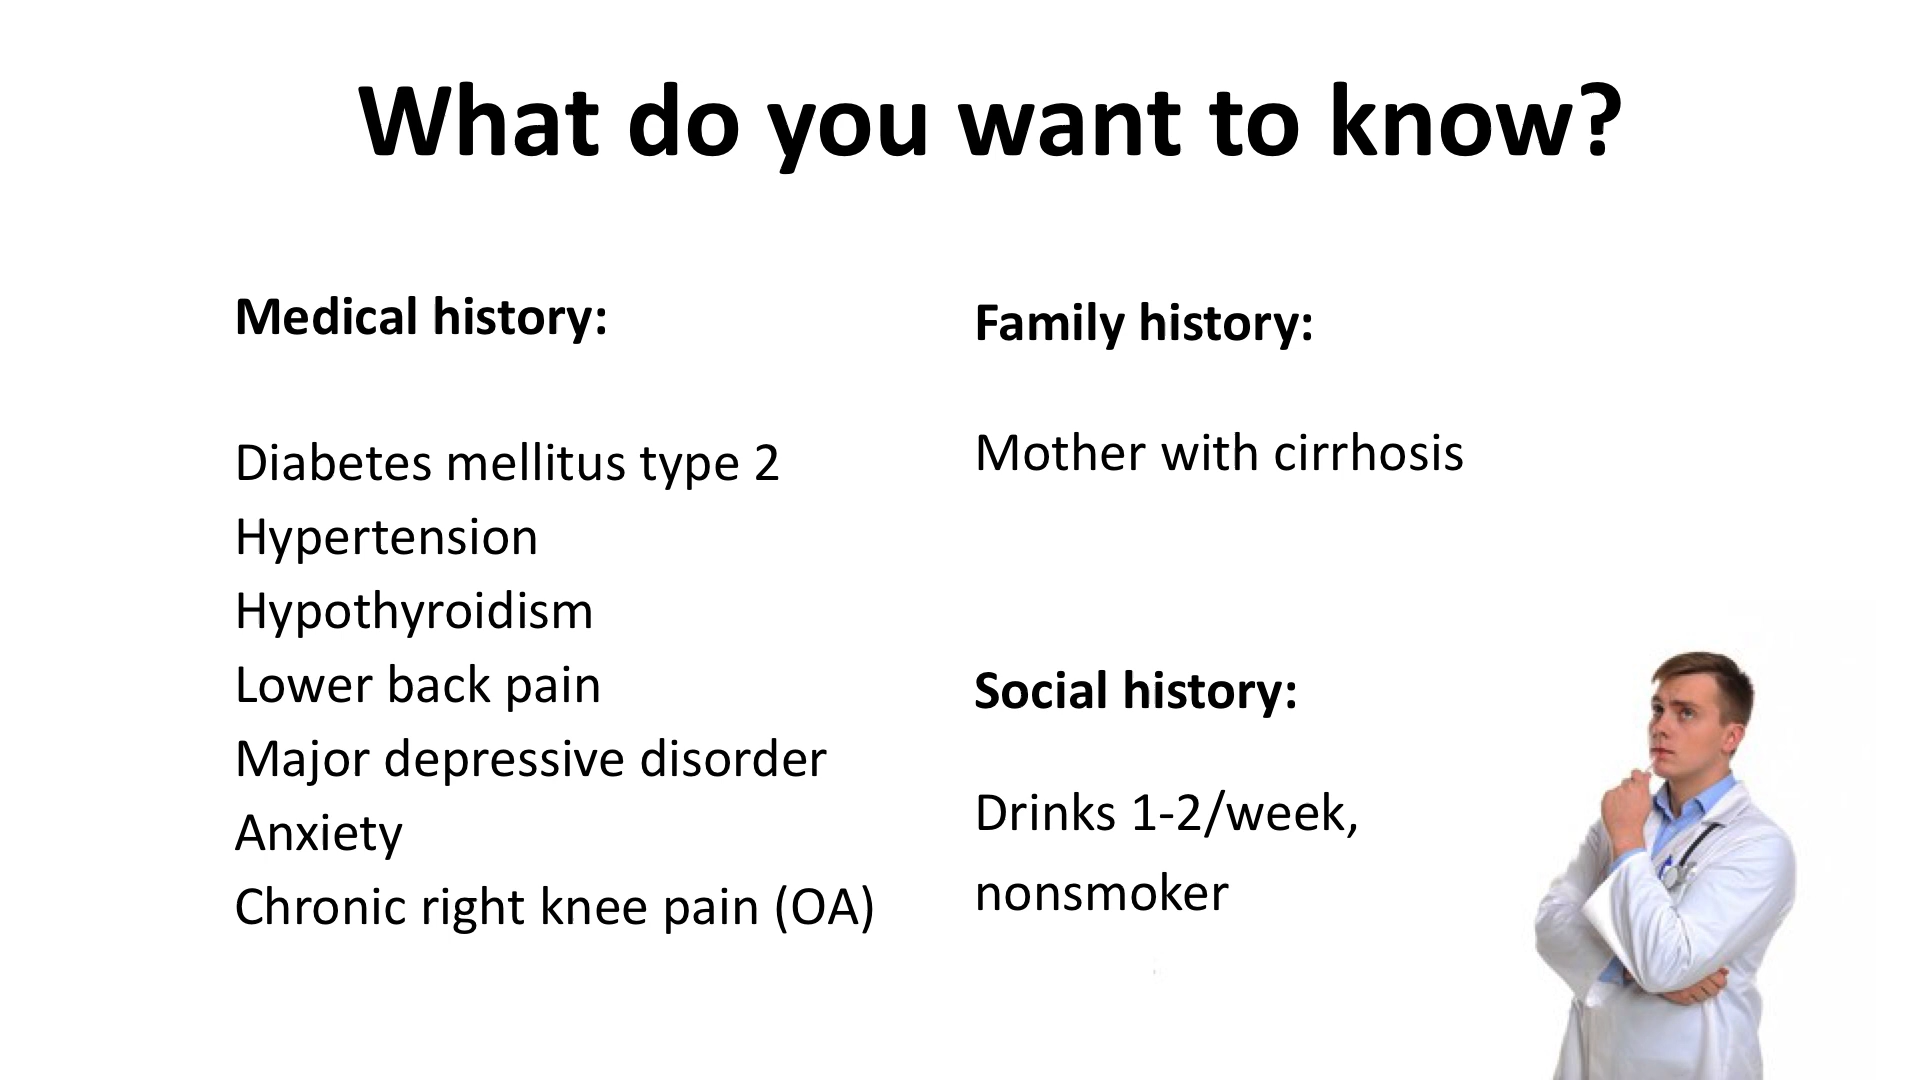 What do you want to know?
Medical history:
Diabetes mellitus type 2
Hypertension
Hypothyroidism
Lower back pain
Major depressive disorder
Anxiety
Chronic right knee pain (OA)
Family history:
Mother with cirrhosis
Social history:
Drinks 1-2/week,
nonsmoker